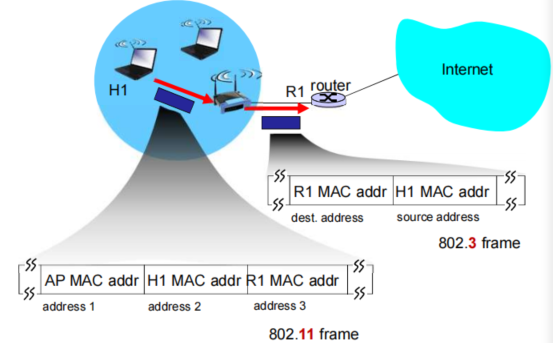 H1
R1 router
Internet
R1 MAC addr H1 MAC addr
dest. address source address
802.3 frame
AP MAC addr H1 MAC addr R1 MAC addr
address 1 address 2 address 3
802.11 frame